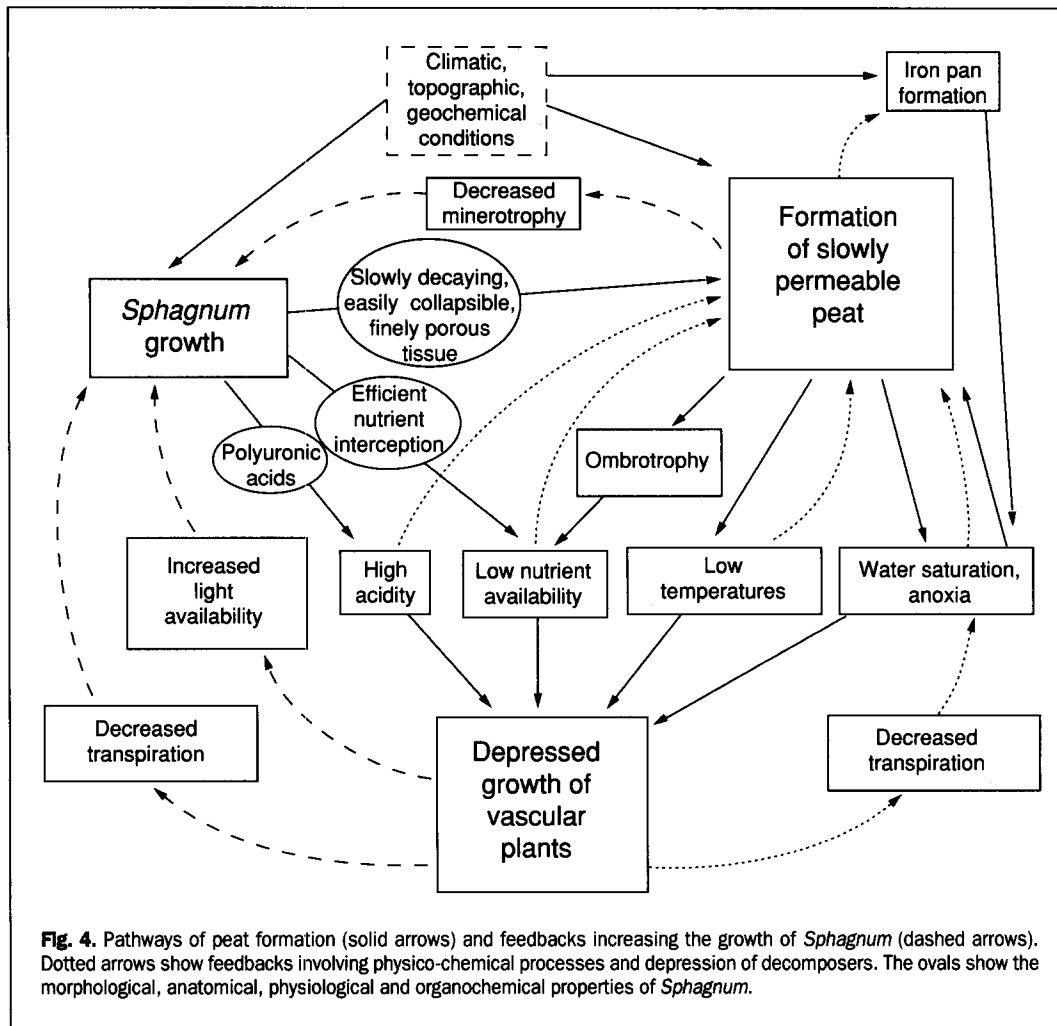 Climatic,
topographic,
geochemical
conditions
Iron pan
formation
Decreased
minerotrophy
Formation
of slowly
permeable
peat
Sphagnum
growth
Slowly decaying,
easily collapsible,
finely porous
tissue
Efficient
nutrient
interception
Polyuronic
acids
Ombrotrophy
Increased
light
availability
High
acidity
Low nutrient
availability
Low
temperatures
Water saturation,
anoxia
Decreased
transpiration
Depressed
growth of
vascular
plants
Decreased
transpiration
Fig. 4. Pathways of peat formation (solid arrows) and feedbacks increasing the growth of Sphagnum (dashed arrows).
Dotted arrows show feedbacks involving physico-chemical processes and depression of decomposers. The ovals show the
morphological, anatomical, physiological and organochemical properties of Sphagnum.